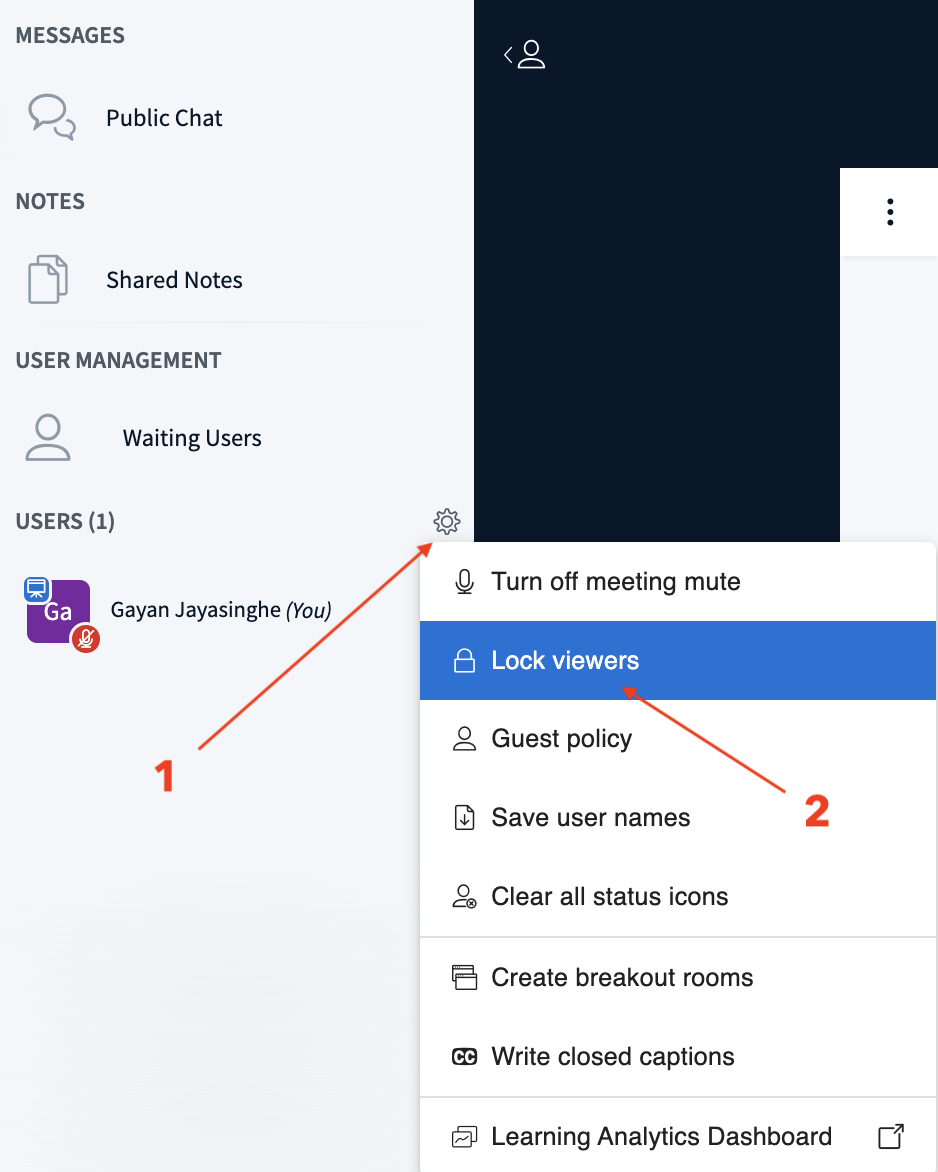 MESSAGES
Public Chat
NOTES
Shared Notes
USER MANAGEMENT
Waiting Users
USERS (1)
Ga
Gayan Jayasinghe (You)
1
Turn off meeting mute
Lock viewers
Guest policy
2
Save user names
Clear all status icons
Create breakout rooms
CC Write closed captions
Learning Analytics Dashboard